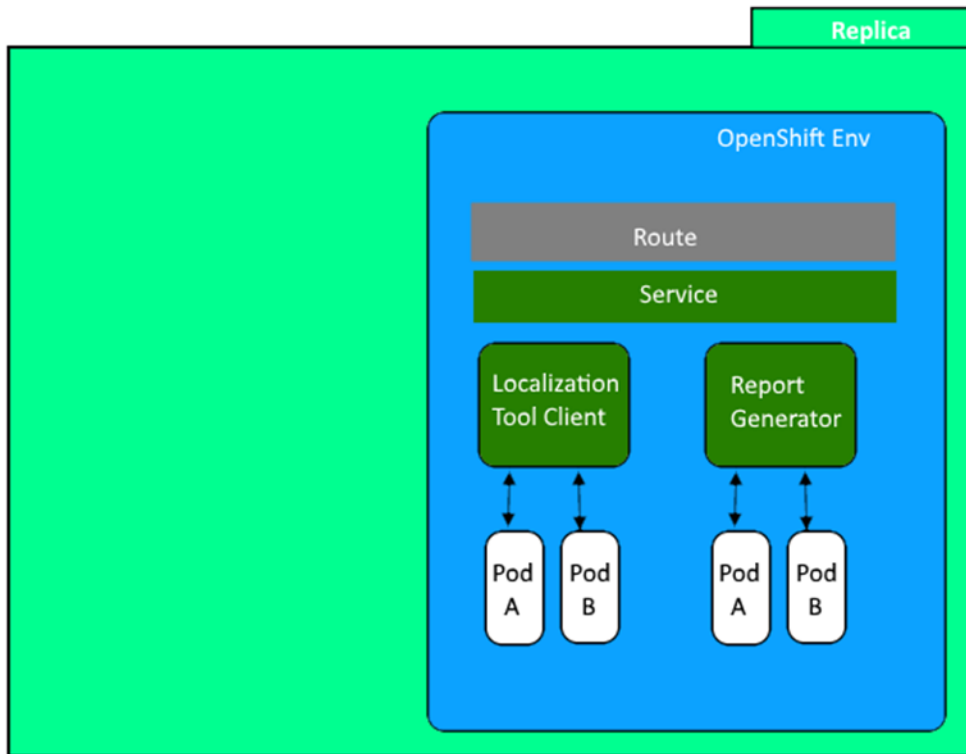 Replica
OpenShift Env
Route
Service
Localization
Tool Client
Report
Generator
Pod
A
Pod
B
Pod
A
Pod
B